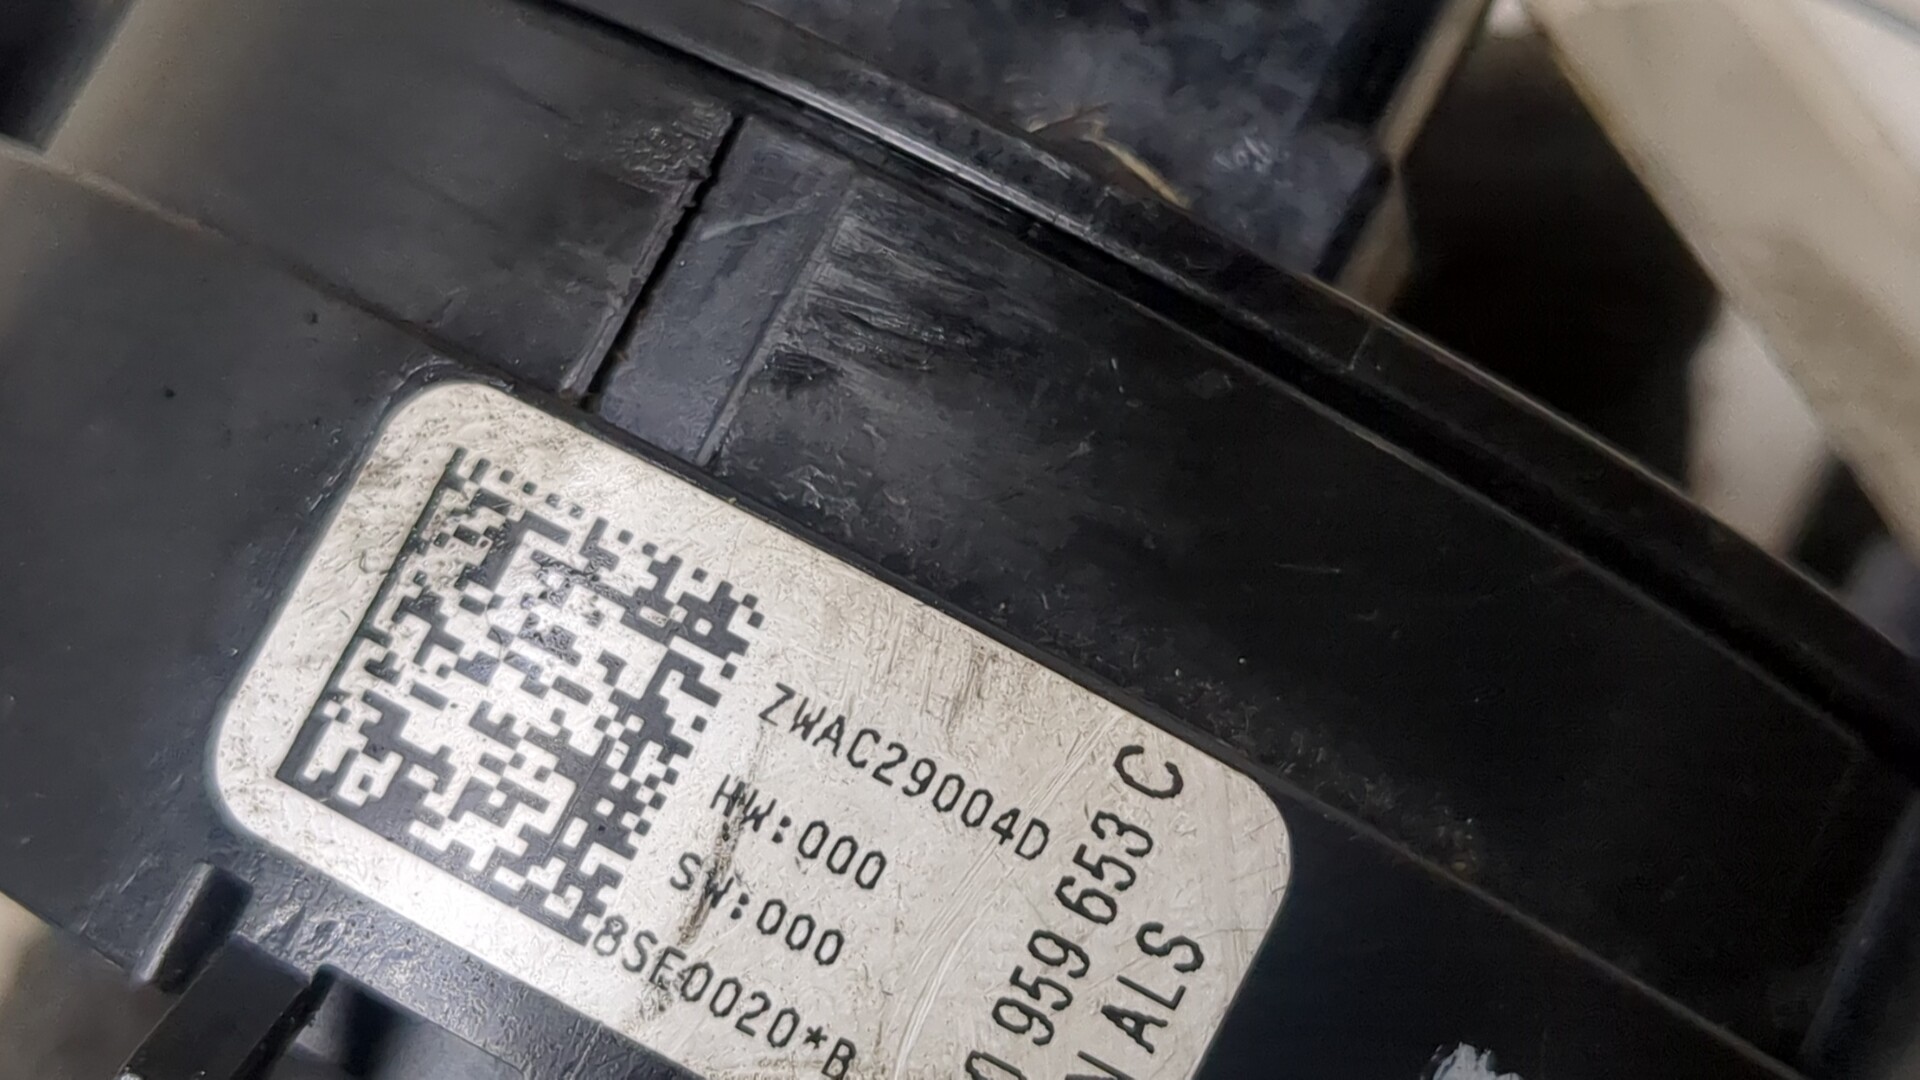 ZWAC29004D
HW:000
SW:000
8SE0020*B
959 653 C
ALS